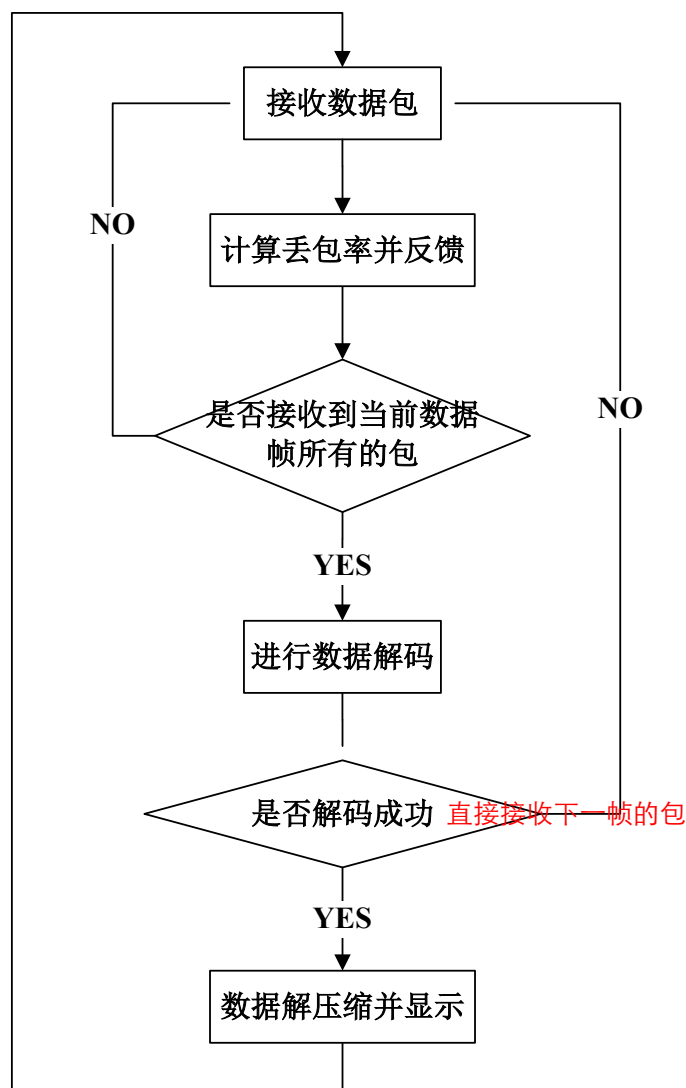 接收数据包
NO
计算丢包率并反馈
是否接收到当前数据
帧所有的包
NO
YES
进行数据解码
是否解码成功
直接接收下一帧的包
YES
数据解压缩并显示